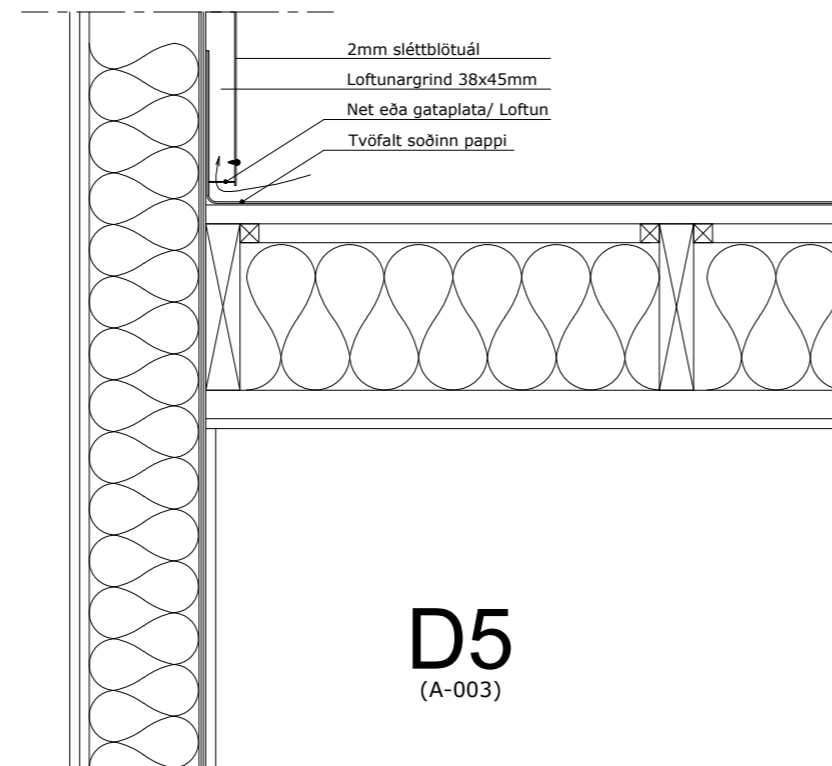 2mm sléttblötuál
Loftunargrind 38x45mm
Net eða gataplata/ Loftun
Tvöfalt soðinn pappi
D5
(A-003)